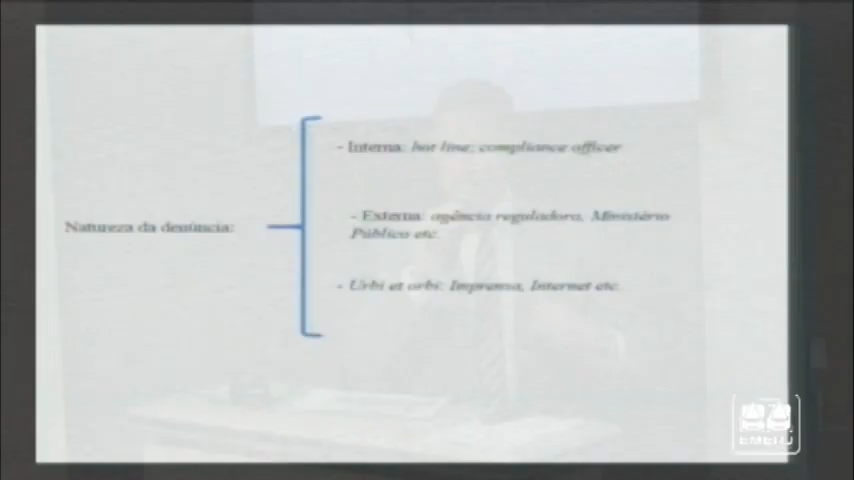 Natureza da denúncia:
- Interna: hot line; compliance officer
- Externa: agência reguladora, Ministério
Público etc.
- Urbi et orbi: Imprensa, Internet etc.
EMERJ